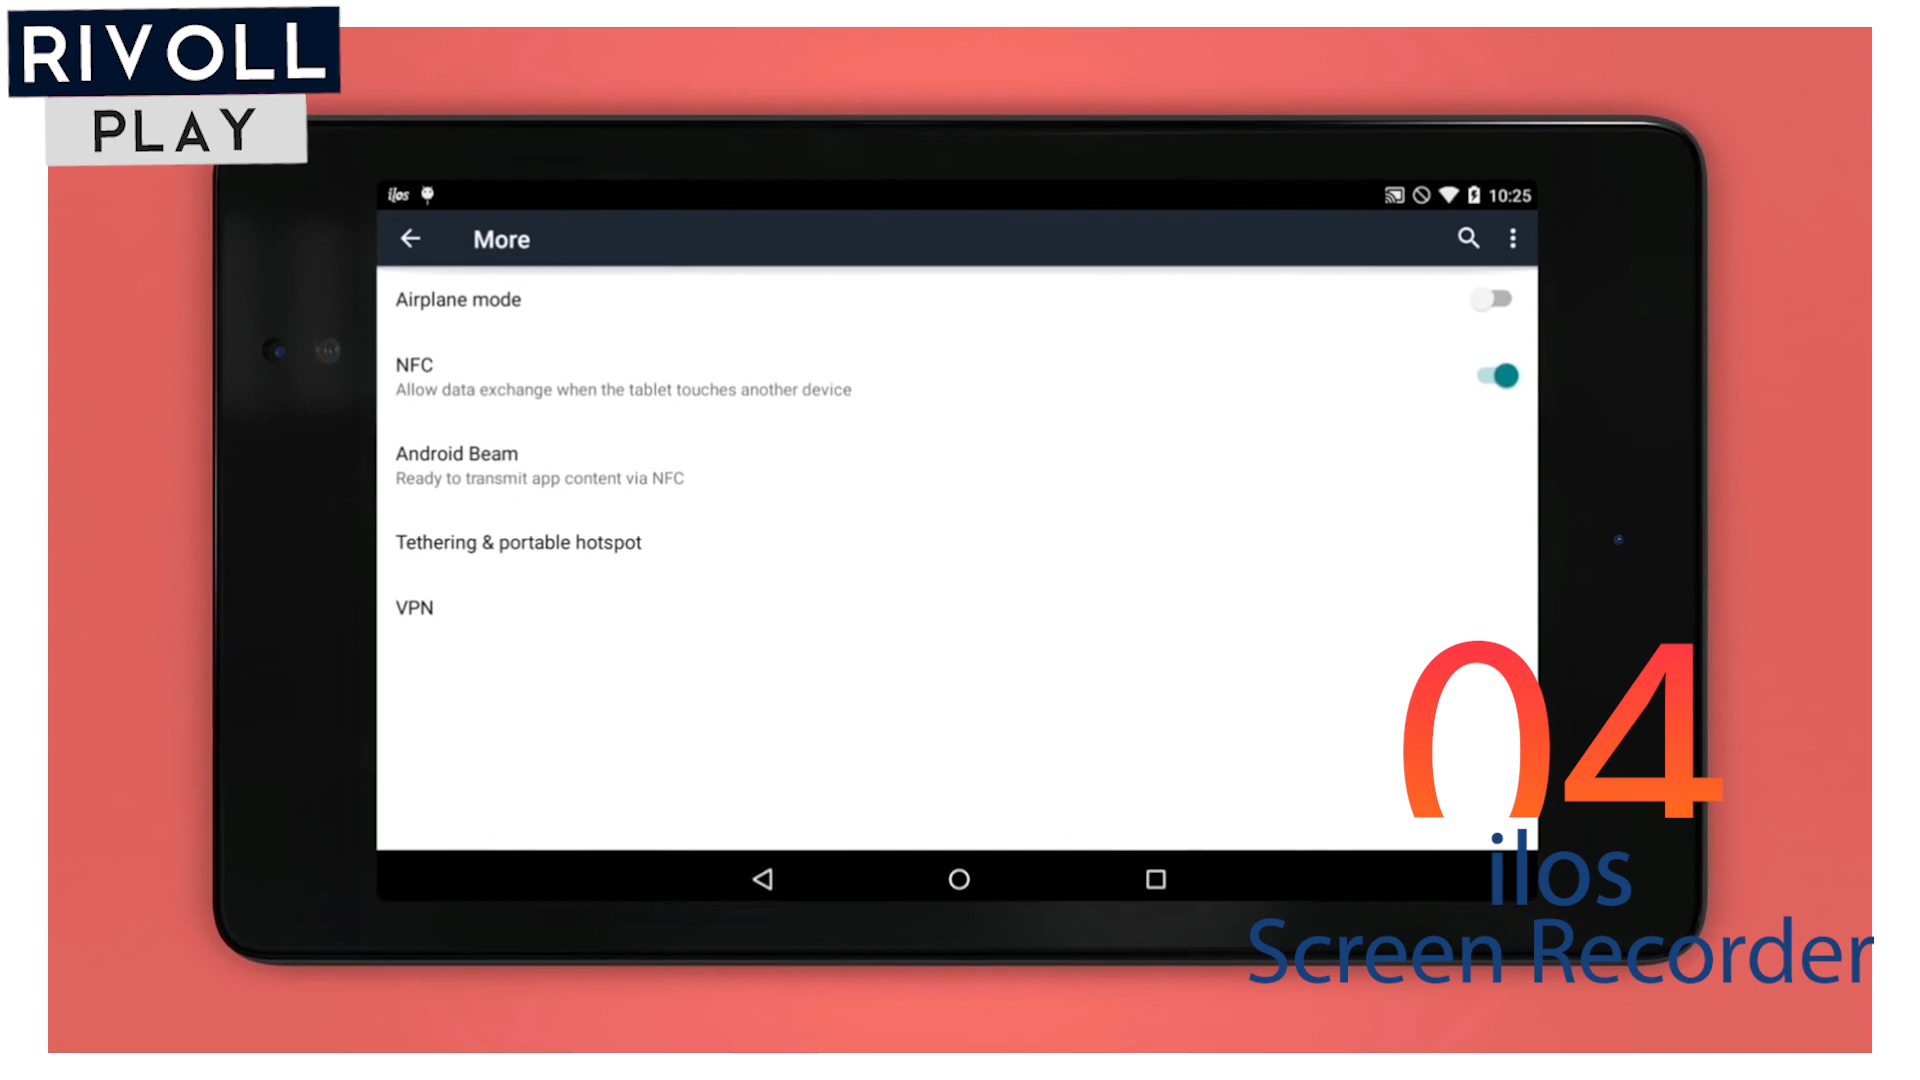 RIVOLL
PLAY
ilos
10:25
More
Airplane mode
NFC
Allow data exchange when the tablet touches another device
Android Beam
Ready to transmit app content via NFC
Tethering & portable hotspot
VPN
04
ilos
Screen Recorder